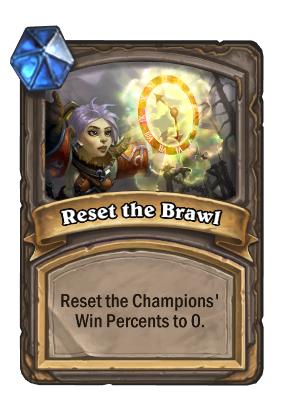 Reset the Brawl
Reset the Champions'
Win Percents to 0.